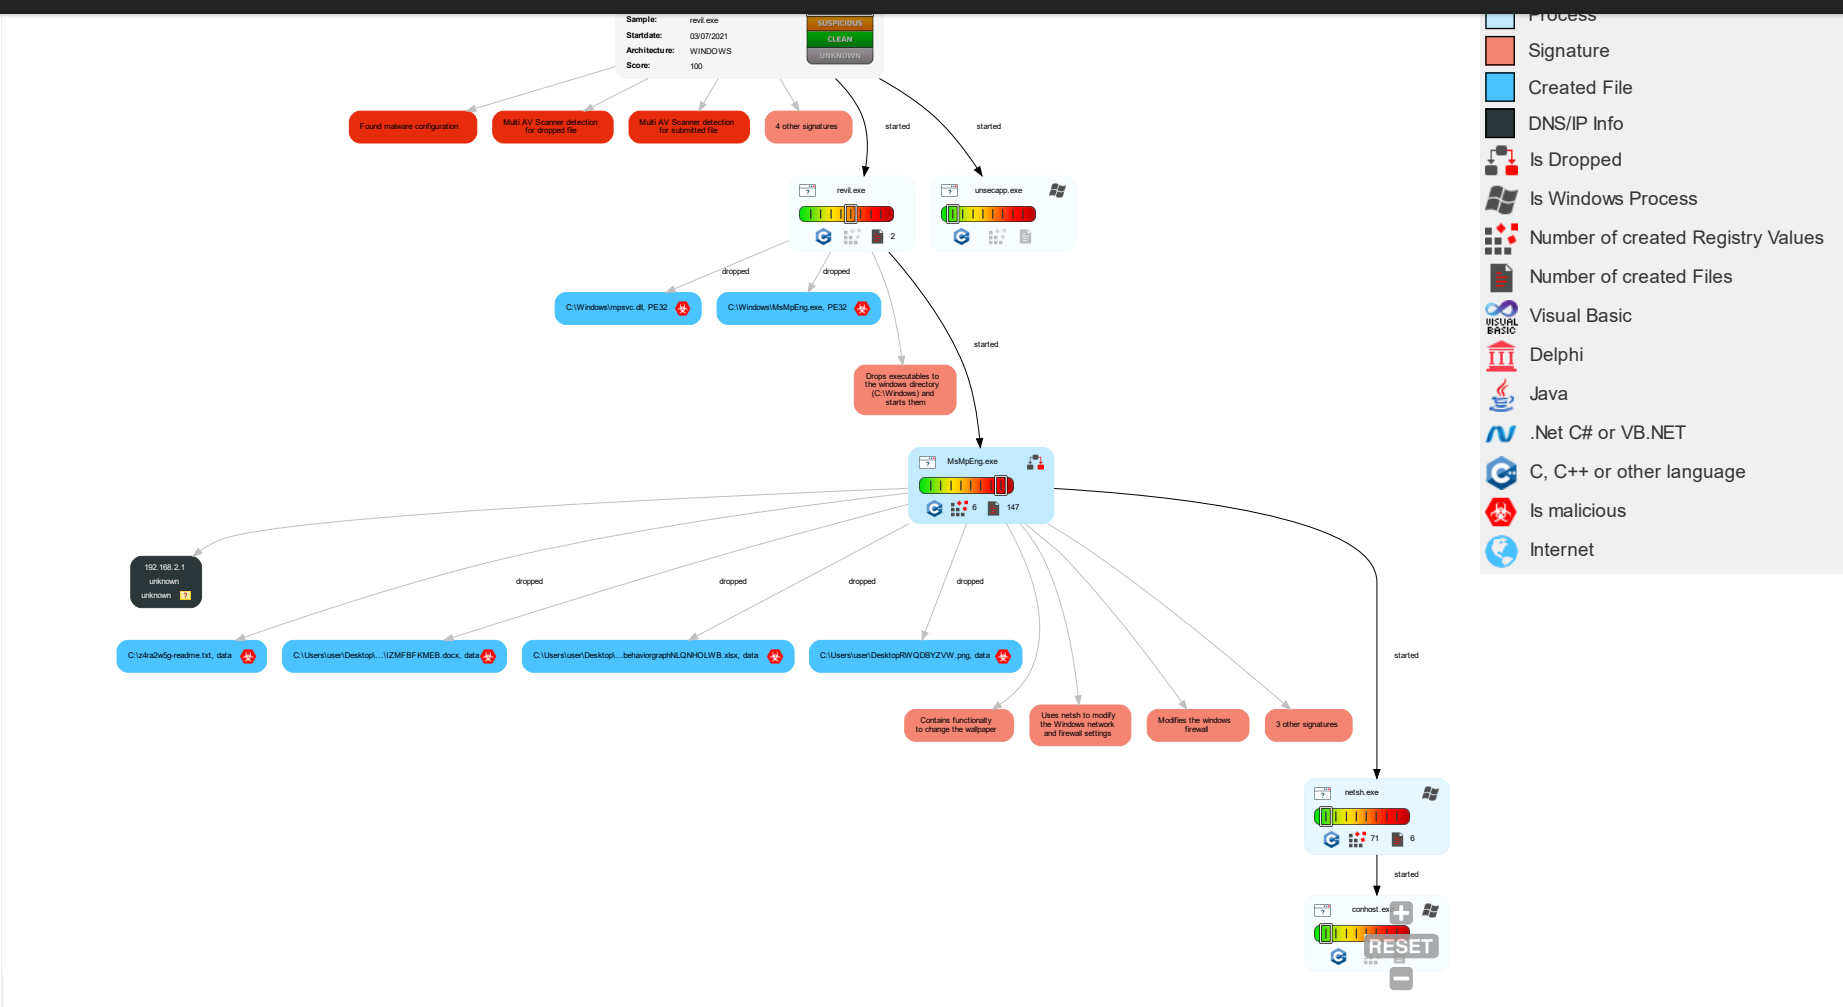 Sample: revil.exe
Startdate: 03/07/2021
Architecture: WINDOWS
Score: 100
SUSPICIOUS
CLEAN
UNKNOWN
Process
Signature
Created File
DNS/IP Info
Is Dropped
Is Windows Process
Number of created Registry Values
Number of created Files
VISUAL
BASIC
Visual Basic
Delphi
Java
.Net C# or VB.NET
C, C++ or other language
Is malicious
Internet
Found malware configuration
Multi AV Scanner detection
for dropped file
Multi AV Scanner detection
for submitted file
4 other signatures
started
started
revil.exe
2
unsecapp.exe
dropped
dropped
C:\Windows\mpsvc.dll, PE32
C:\Windows\MsMpEng.exe, PE32
started
Drops executables to
the windows directory
(C:\Windows) and
starts them
MsMpEng.exe
6
147
192.168.2.1
unknown
unknown
dropped
dropped
dropped
dropped
C:\z4ra2w5g-readme.txt, data
C:\Users\user\Desktop\...\IZMFBFKMEB.docx, data
C:\Users\user\Desktop\...behaviorgraphNLQNHOLWB.xlsx, data
C:\Users\user\DesktopRWQDBYZVW.png, data
started
Contains functionalty
to change the wallpaper
Uses netsh to modify
the Windows network
and firewall settings
Modifies the windows
firewall
3 other signatures
netsh.exe
71
6
started
conhost.ex
RESET